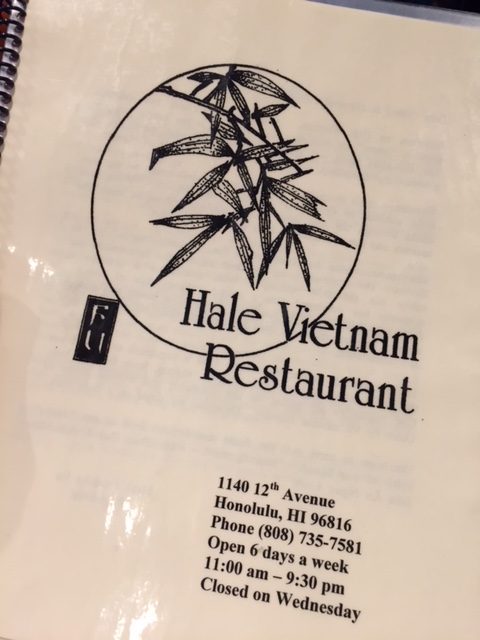 Hale Vietnam
Restaurant
1140 12th Avenue
Honolulu, HI 96816
Phone (808) 735-7581
Open 6 days a week
11:00 am – 9:30 pm
Closed on Wednesday